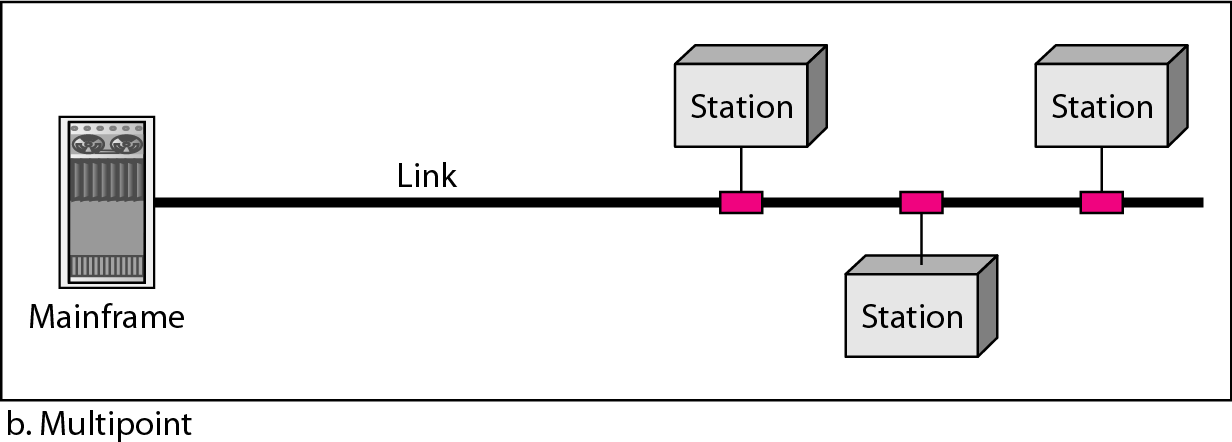 Station
Station
Link
Mainframe
Station
b. Multipoint